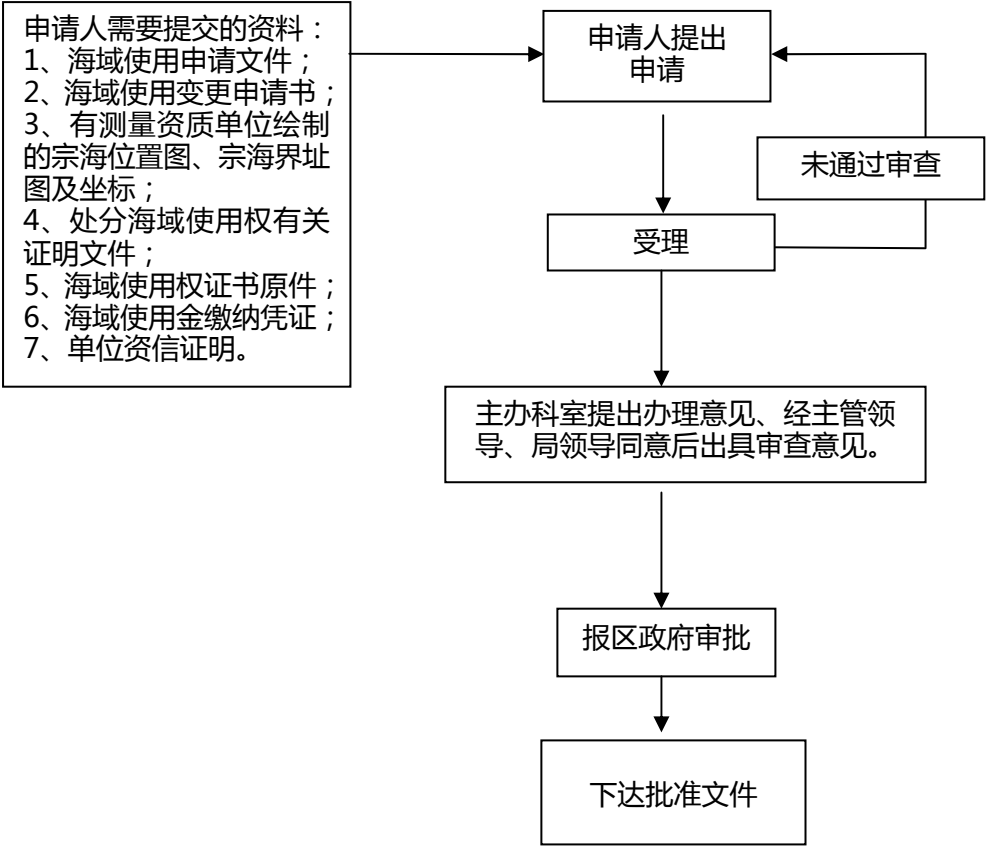 申请人需要提交的资料：
1、海域使用申请文件；
2、海域使用变更申请书；
3、有测量资质单位绘制
的宗海位置图、宗海界址
图及坐标；
4、处分海域使用权有关
证明文件；
5、海域使用权证书原件；
6、海域使用金缴纳凭证；
7、单位资信证明。
申请人提出
申请
未通过审查
受理
主办科室提出办理意见、经主管领
导、局领导同意后出具审查意见。
报区政府审批
下达批准文件